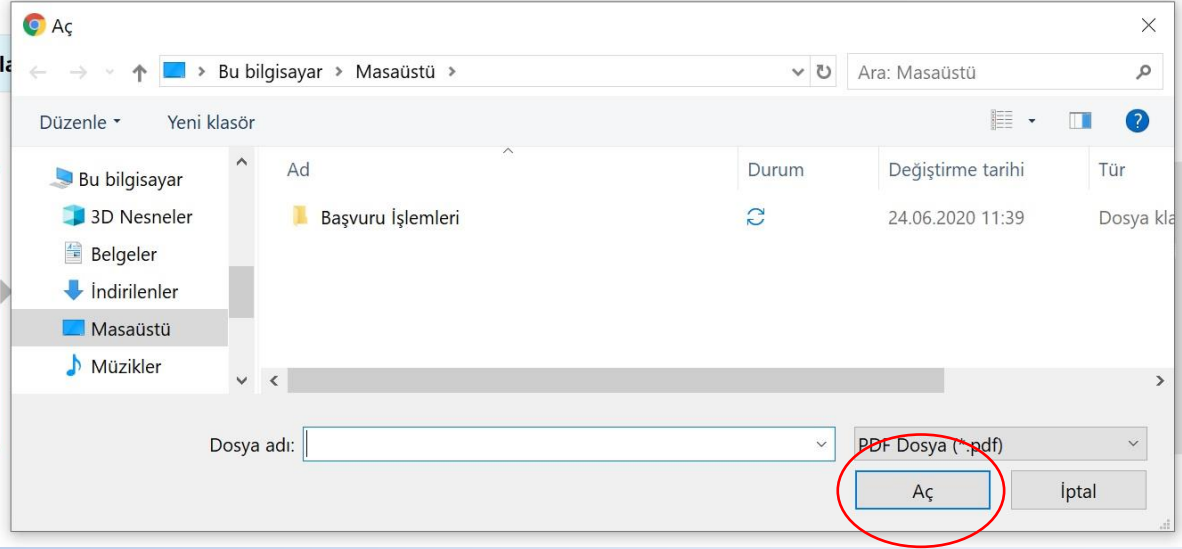 Aç
la
Bu bilgisayar > Masaüstü >
Ara: Masaüstü
Düzenle
Yeni klasör
?
Bu bilgisayar
3D Nesneler
Belgeler
İndirilenler
Masaüstü
Müzikler
Ad
Durum
Değiştirme tarihi
Tür
Başvuru İşlemleri
24.06.2020 11:39
Dosya kla
Dosya adı:
PDF Dosya (*.pdf)
Aç
İptal